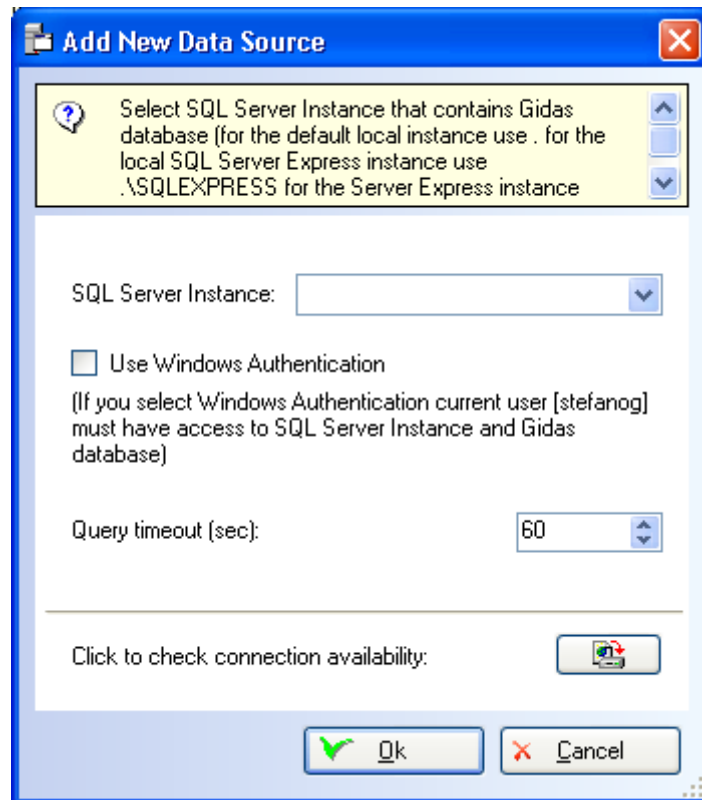 Add New Data Source
Select SQL Server Instance that contains Gidas
database (for the default local instance use . for the
local SQL Server Express instance use
.\SQLEXPRESS for the Server Express instance
SQL Server Instance:
Use Windows Authentication
(If you select Windows Authentication current user [stefanog]
must have access to SQL Server Instance and Gidas
database)
Query timeout (sec): 60
Click to check connection availability:
Ok Cancel